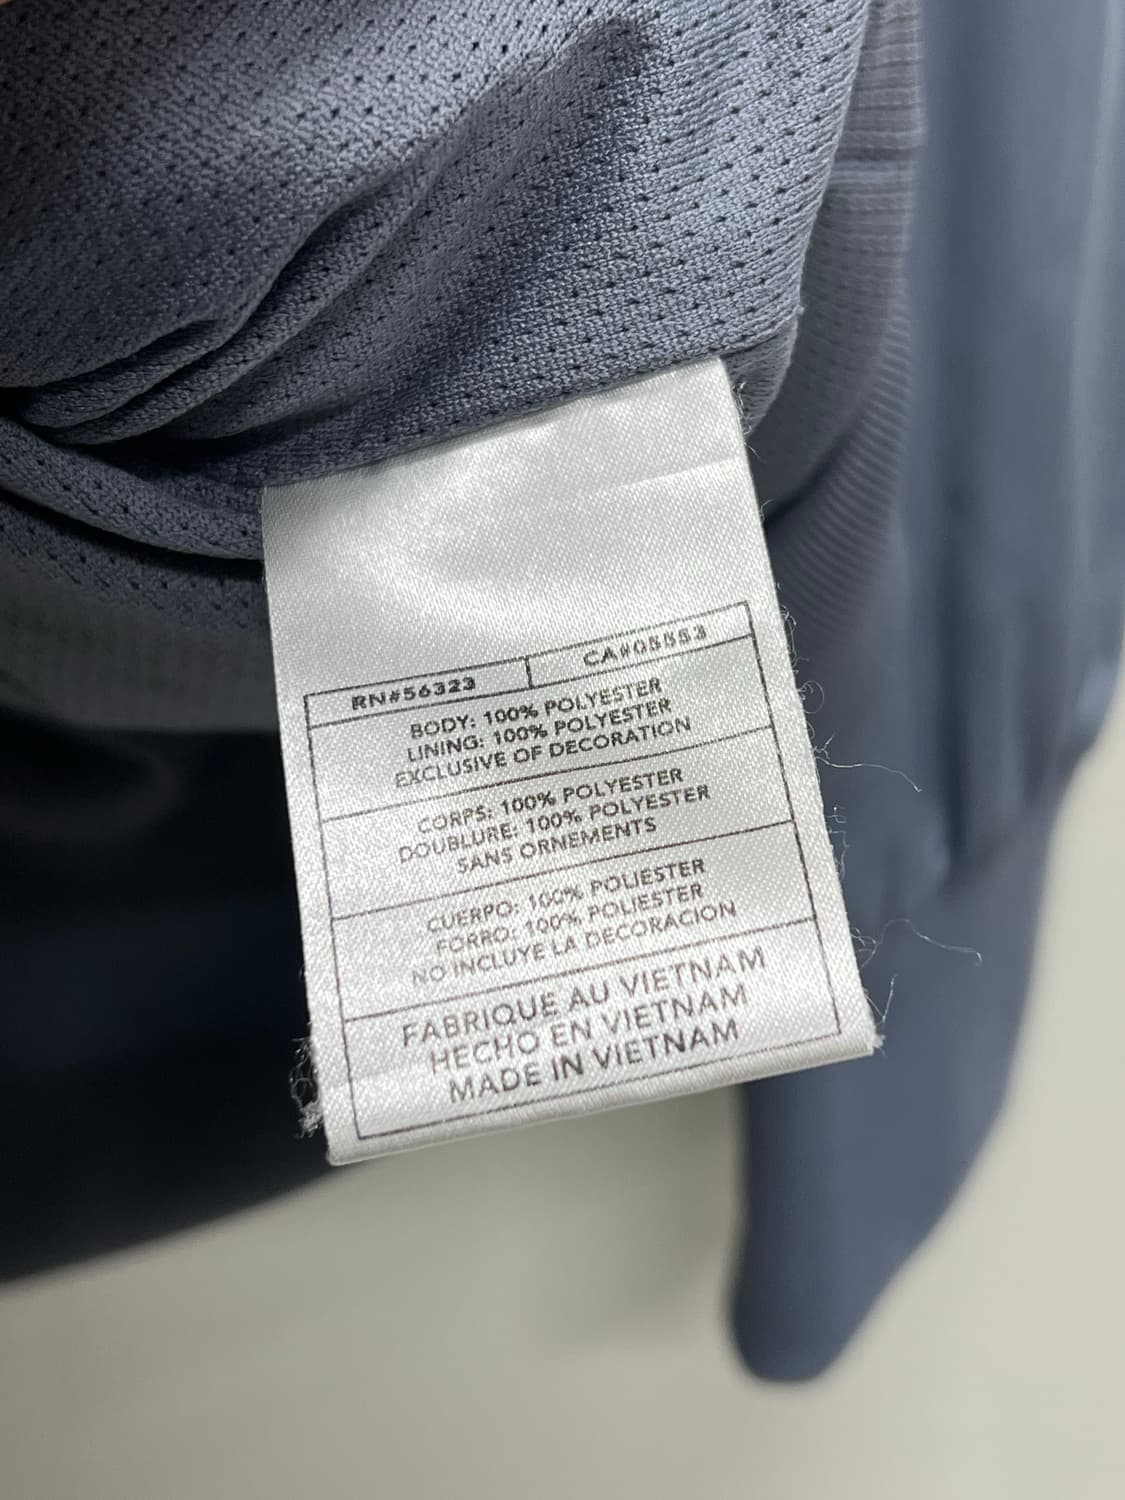 RN#56323 CA#05553
BODY: 100% POLYESTER
LINING: 100% POLYESTER
EXCLUSIVE OF DECORATION
CORPS: 100% POLYESTER
DOUBLURE: 100% POLYESTER
SANS ORNEMENTS
CUERPO: 100% POLIESTER
FORRO: 100% POLIESTER
NO INCLUYE LA DECORACION
FABRIQUE AU VIETNAM
HECHO EN VIETNAM
MADE IN VIETNAM